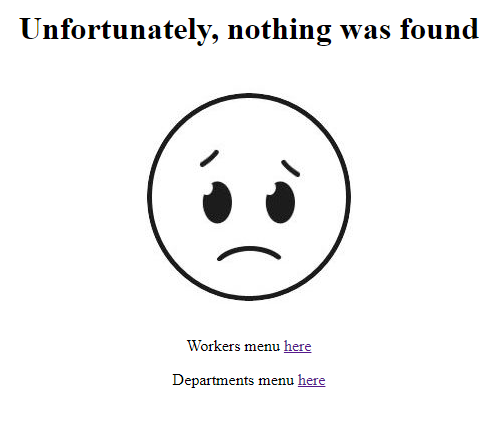 Unfortunately, nothing was found
Workers menu here
Departments menu here